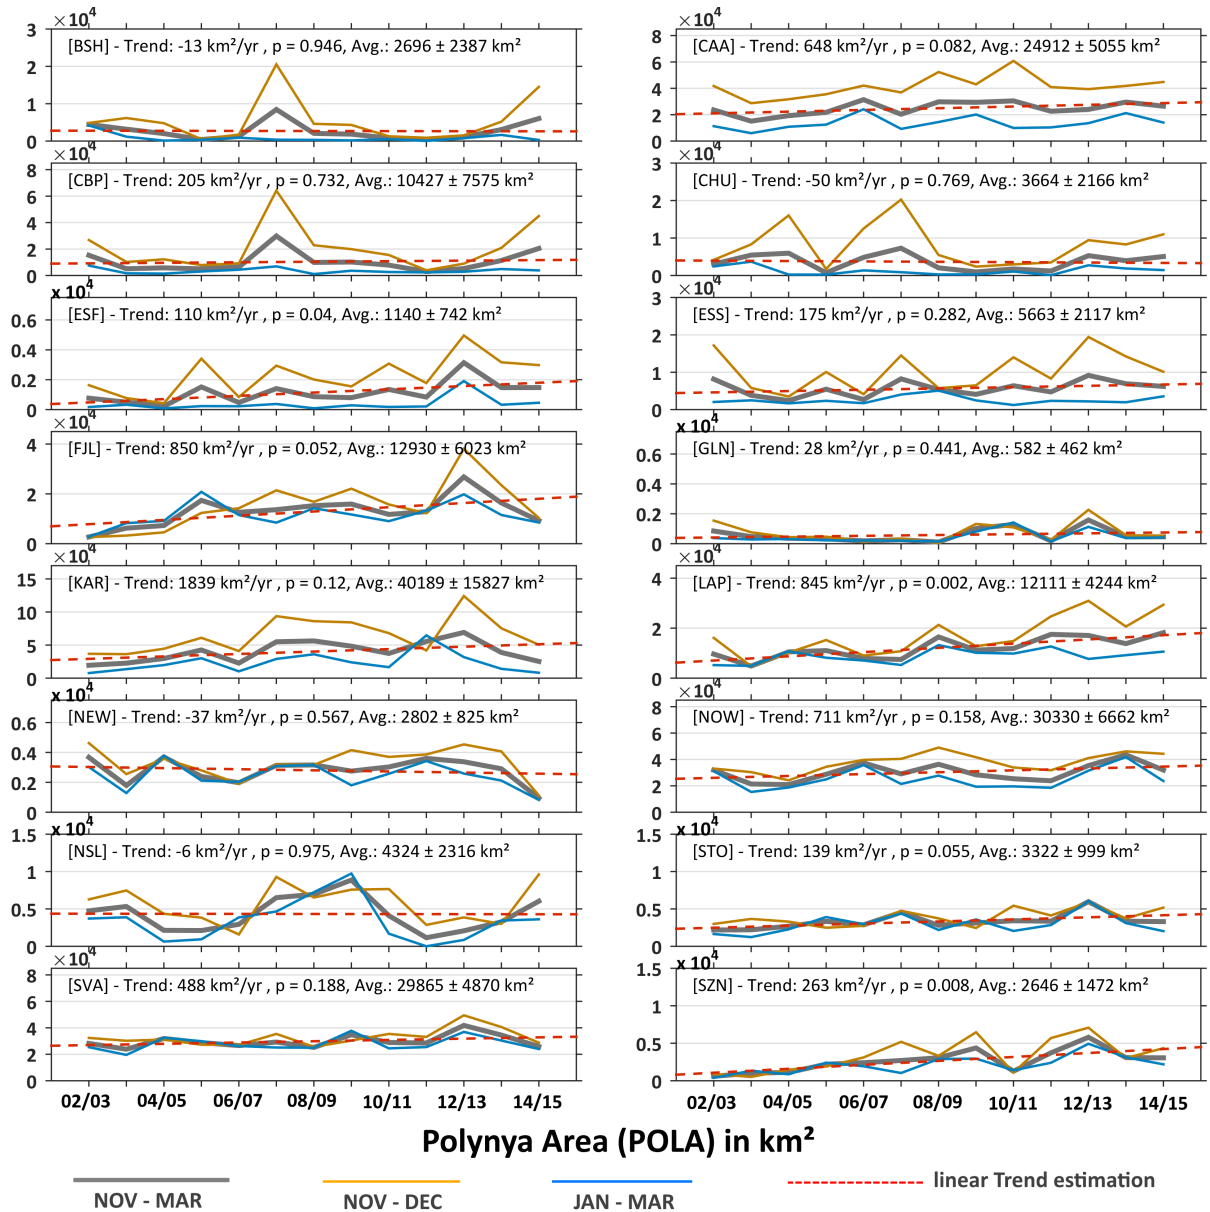 ×10⁴
3
2
1
0
[BSH] - Trend: -13 km²/yr , p = 0.946, Avg.: 2696 ± 2387 km²
×10⁴
8
6
4
2
0
[CAA] - Trend: 648 km²/yr , p = 0.082, Avg.: 24912 ± 5055 km²
×10⁴
8
6
4
2
0
[CBP] - Trend: 205 km²/yr , p = 0.732, Avg.: 10427 ± 7575 km²
×10⁴
3
2
1
0
[CHU] - Trend: -50 km²/yr , p = 0.769, Avg.: 3664 ± 2166 km²
x 10⁴
0.6
0.4
0.2
0
[ESF] - Trend: 110 km²/yr , p = 0.04, Avg.: 1140 ± 742 km²
×10⁴
3
2
1
0
[ESS] - Trend: 175 km²/yr , p = 0.282, Avg.: 5663 ± 2117 km²
×10⁴
4
2
0
[FJL] - Trend: 850 km²/yr , p = 0.052, Avg.: 12930 ± 6023 km²
x 10⁴
0.6
0.4
0.2
0
[GLN] - Trend: 28 km²/yr , p = 0.441, Avg.: 582 ± 462 km²
×10⁴
15
10
5
0
[KAR] - Trend: 1839 km²/yr , p = 0.12, Avg.: 40189 ± 15827 km²
×10⁴
4
2
0
[LAP] - Trend: 845 km²/yr , p = 0.002, Avg.: 12111 ± 4244 km²
x 10⁴
0.6
0.4
0.2
0
[NEW] - Trend: -37 km²/yr , p = 0.567, Avg.: 2802 ± 825 km²
×10⁴
8
6
4
2
0
[NOW] - Trend: 711 km²/yr , p = 0.158, Avg.: 30330 ± 6662 km²
x 10⁴
1.5
1
0.5
0
[NSL] - Trend: -6 km²/yr , p = 0.975, Avg.: 4324 ± 2316 km²
x 10⁴
1.5
1
0.5
0
[STO] - Trend: 139 km²/yr , p = 0.055, Avg.: 3322 ± 999 km²
×10⁴
8
6
4
2
0
[SVA] - Trend: 488 km²/yr , p = 0.188, Avg.: 29865 ± 4870 km²
x 10⁴
1.5
1
0.5
0
[SZN] - Trend: 263 km²/yr , p = 0.008, Avg.: 2646 ± 1472 km²
02/03 04/05 06/07 08/09 10/11 12/13 14/15
02/03 04/05 06/07 08/09 10/11 12/13 14/15
Polynya Area (POLA) in km²
NOV - MAR
NOV - DEC
JAN - MAR
linear Trend estimation